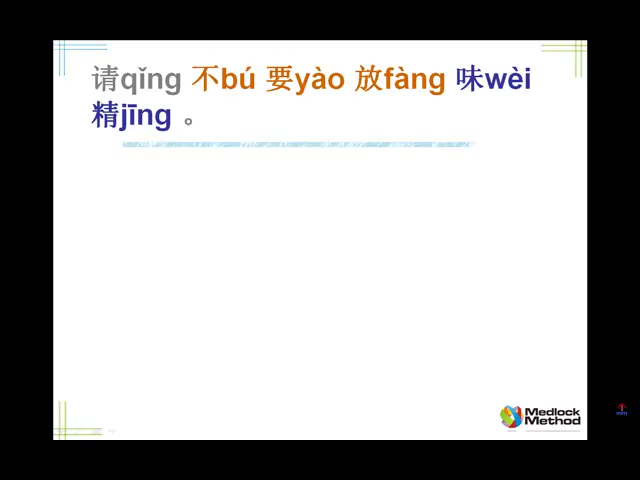 请qǐng 不bú 要yào 放fàng 味wèi
精jīng 。
Medlock
Method